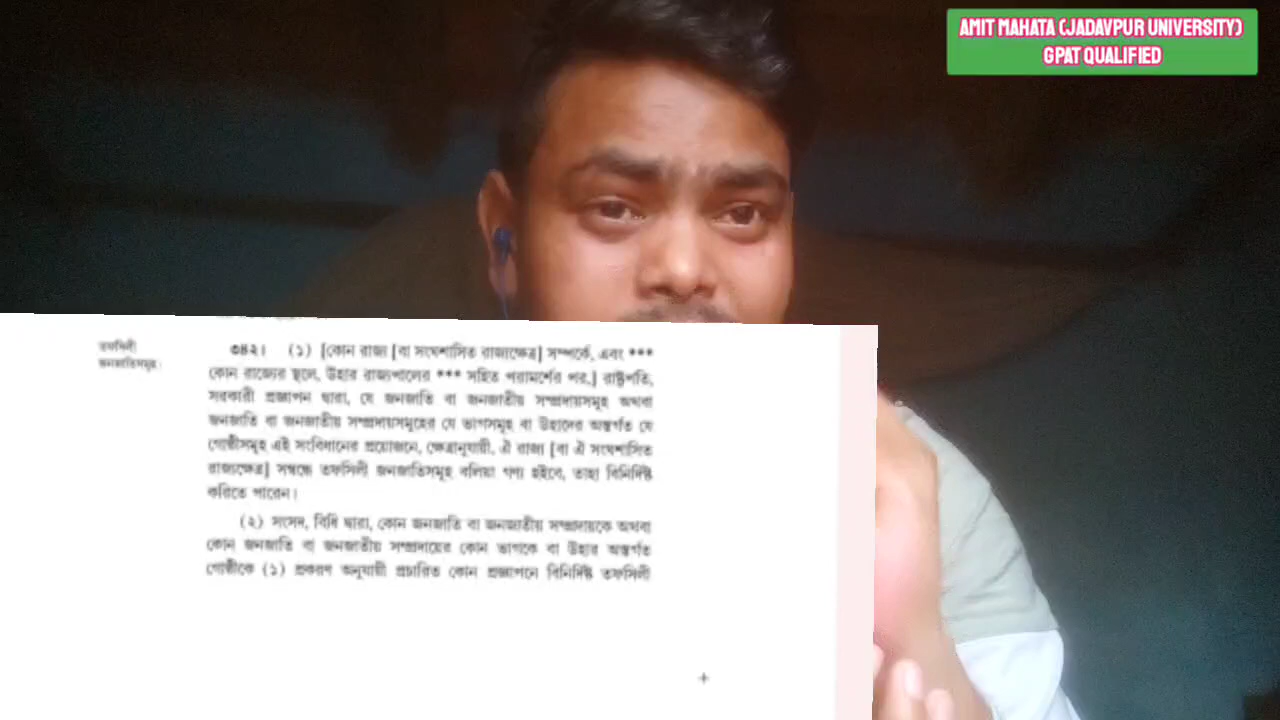 AMIT MAHATA (JADAVPUR UNIVERSITY)
GPAT QUALIFIED
তফসিলী
জনজাতিসমূহ।
৩৪২। (১) [কোন রাজ্য [বা সংঘশাসিত রাজ্যক্ষেত্র] সম্পর্কে, এবং ***
কোন রাজ্যের স্থলে, উহার রাজ্যপালের *** সহিত পরামর্শের পর,] রাষ্ট্রপতি,
সরকারী প্রজ্ঞাপন দ্বারা, যে জনজাতি বা জনজাতীয় সম্প্রদায়সমূহ অথবা
জনজাতি বা জনজাতীয় সম্প্রদায়সমূহের যে ভাগসমূহ বা উহাদের অন্তর্গত যে
গোষ্ঠীসমূহ এই সংবিধানের প্রয়োজনে, ক্ষেত্রানুযায়ী, ঐ রাজ্য [বা ঐ সংঘশাসিত
রাজ্যক্ষেত্র] সম্বন্ধে তফসিলী জনজাতিসমূহ বলিয়া গণ্য হইবে, তাহা বিনির্দিষ্ট
করিতে পারেন।
(২) সংসদ, বিধি দ্বারা, কোন জনজাতি বা জনজাতীয় সম্প্রদায়কে অথবা
কোন জনজাতি বা জনজাতীয় সম্প্রদায়ের কোন ভাগকে বা উহার অন্তর্গত
গোষ্ঠীকে (১) প্রকরণ অনুযায়ী প্রচারিত কোন প্রজ্ঞাপনে বিনির্দিষ্ট তফসিলী